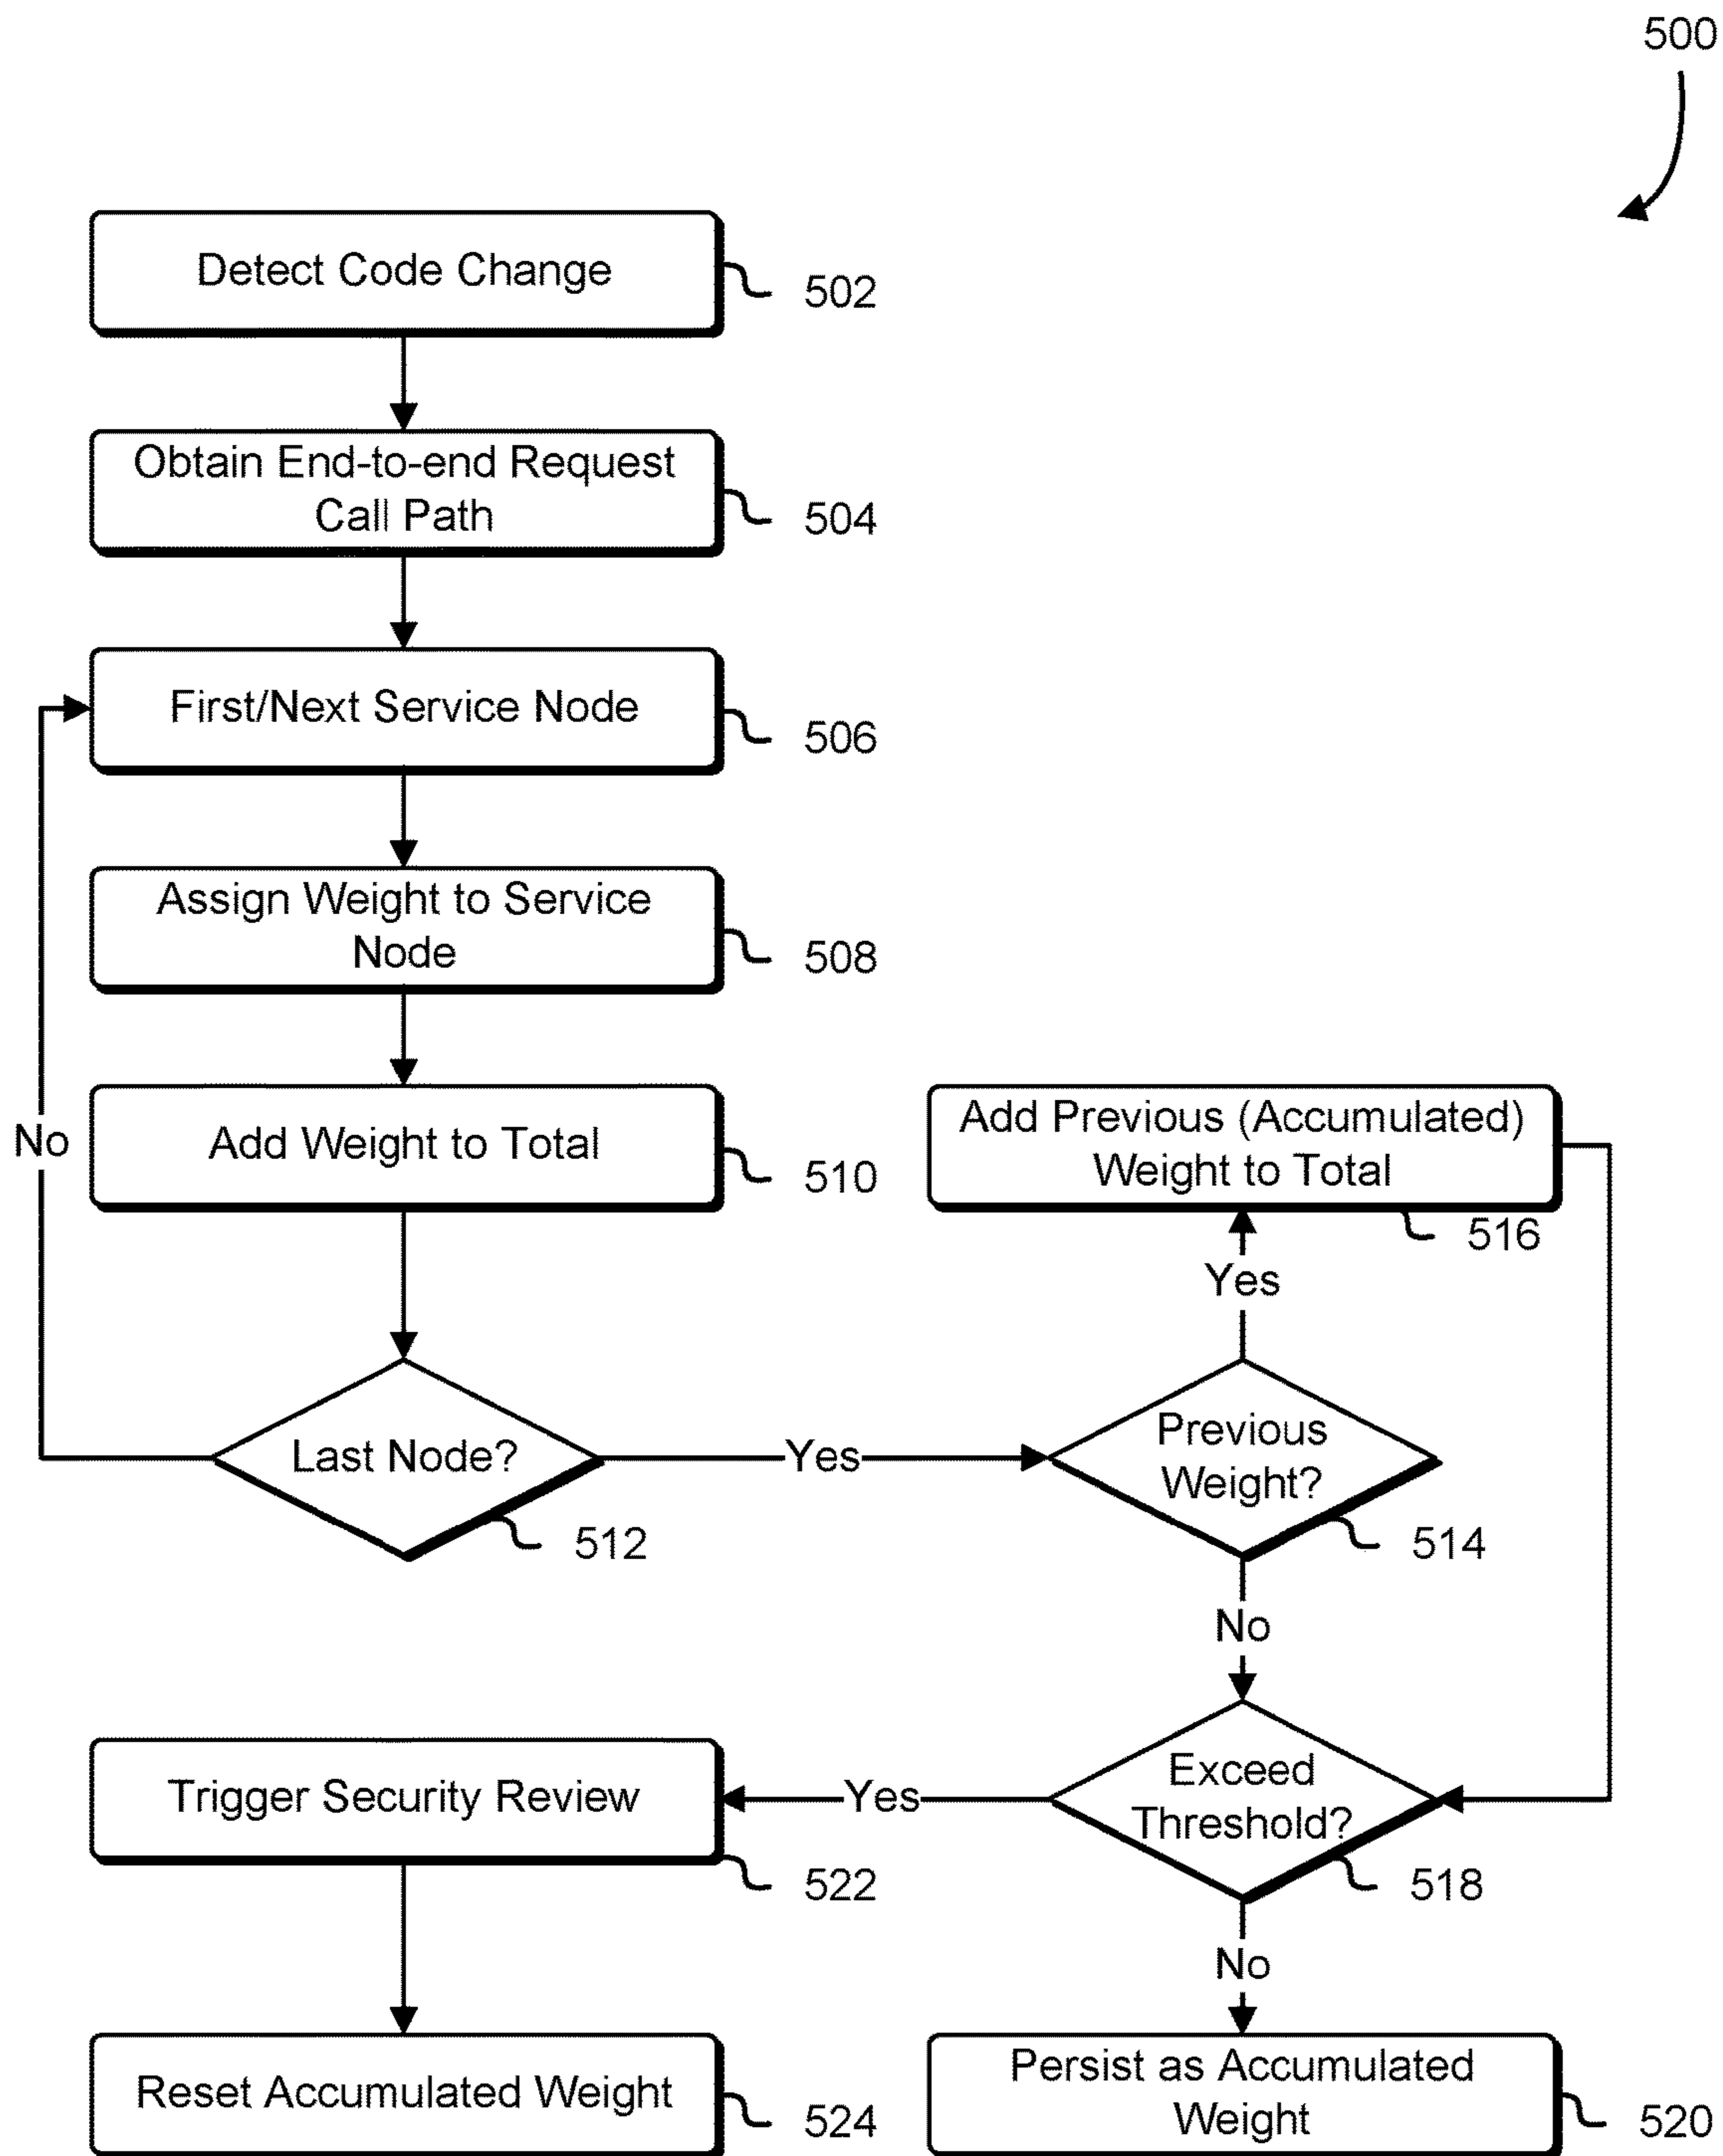 500
Detect Code Change
502
Obtain End-to-end Request
Call Path
504
First/Next Service Node
506
Assign Weight to Service
Node
508
Add Weight to Total
510
No
Last Node?
512
Yes
Previous
Weight?
514
Yes
Add Previous (Accumulated)
Weight to Total
516
No
Exceed
Threshold?
518
Yes
Trigger Security Review
522
Reset Accumulated Weight
524
No
Persist as Accumulated
Weight
520